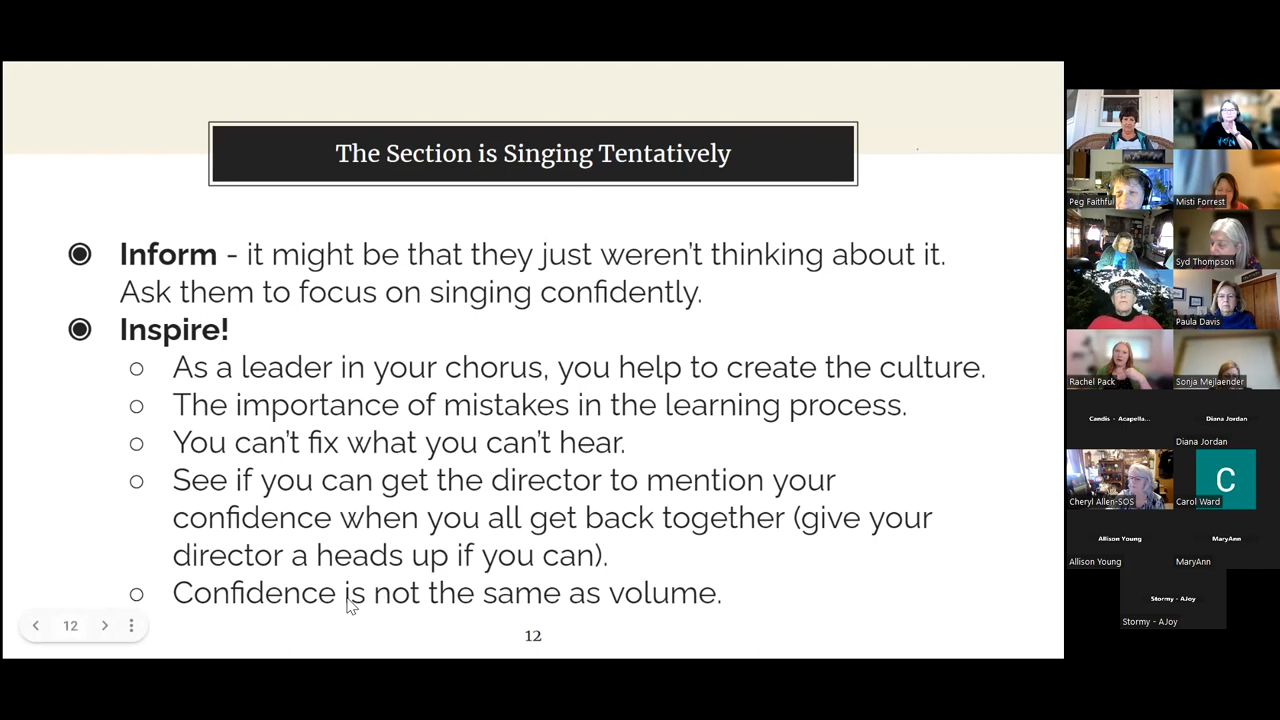 The Section is Singing Tentatively
Inform - it might be that they just weren't thinking about it.
Ask them to focus on singing confidently.
Inspire!
As a leader in your chorus, you help to create the culture.
The importance of mistakes in the learning process.
You can't fix what you can't hear.
See if you can get the director to mention your
confidence when you all get back together (give your
director a heads up if you can).
Confidence is not the same as volume.
12
12
Peg Faithful
Misti Forrest
Syd Thompson
Paula Davis
Rachel Pack
Sonja Mejlaender
Candis - Acapella...
Diana Jordan
Diana Jordan
Cheryl Allen-SOS
C
Carol Ward
Allison Young
MaryAnn
Allison Young
MaryAnn
Stormy - AJoy
Stormy - AJoy